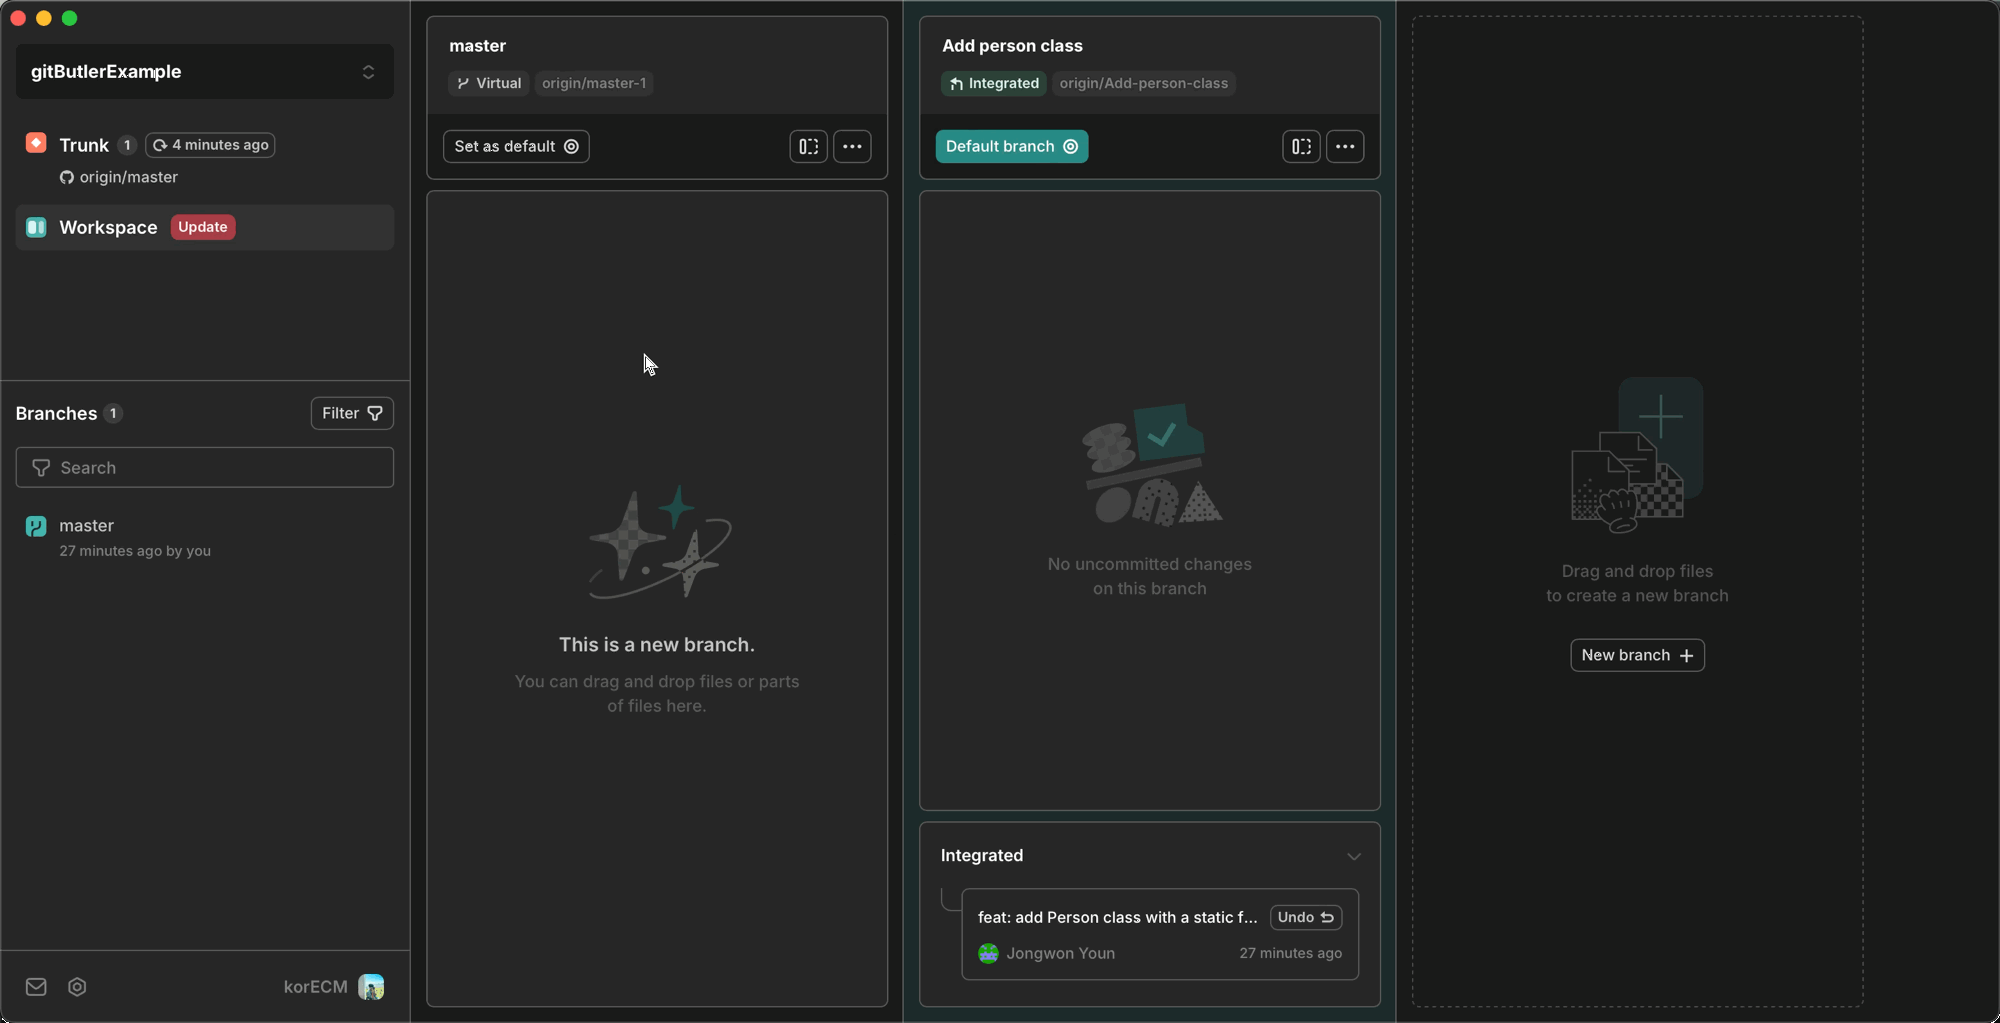 gitButlerExample
Trunk 1 4 minutes ago
origin/master
Workspace Update
Branches 1 Filter
Search
master
27 minutes ago by you
korECM
master
Virtual origin/master-1
Set as default
This is a new branch.
You can drag and drop files or parts
of files here.
Add person class
Integrated origin/Add-person-class
Default branch
No uncommitted changes
on this branch
Integrated
feat: add Person class with a static f... Undo
Jongwon Youn 27 minutes ago
Drag and drop files
to create a new branch
New branch